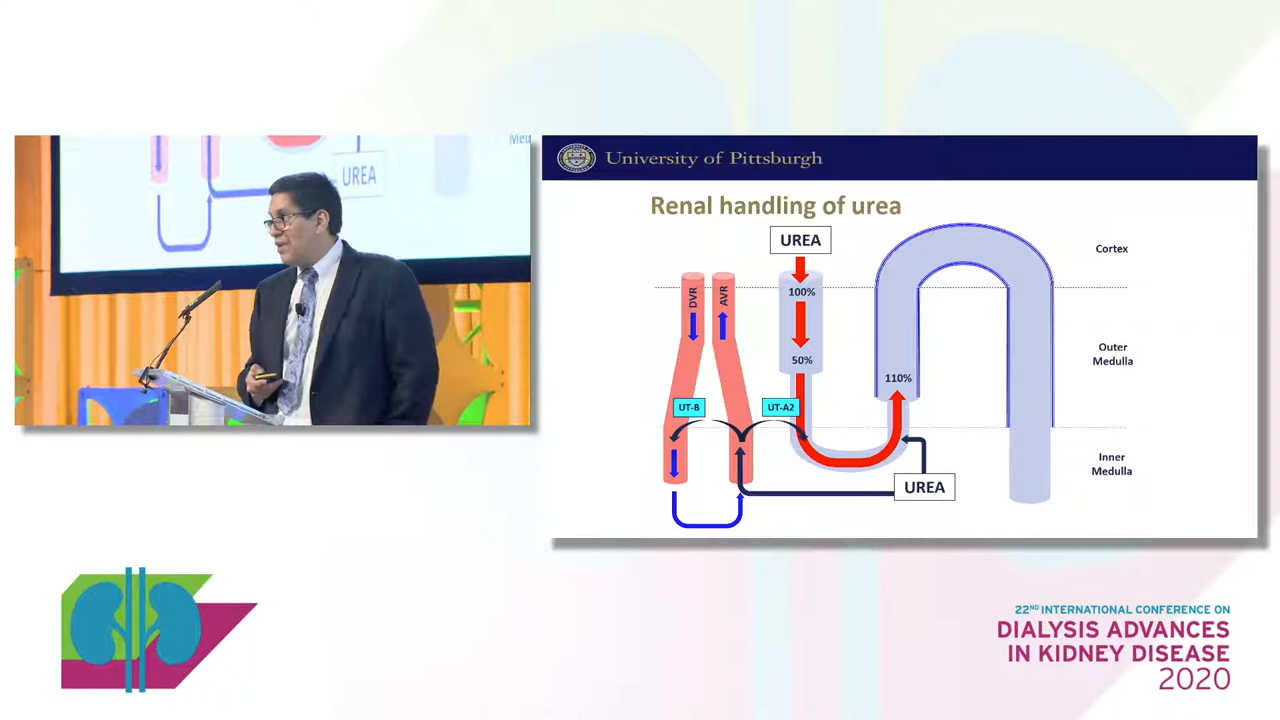 UREA
University of Pittsburgh
Renal handling of urea
UREA
Cortex
DVR
AVR
100%
Outer
Medulla
50%
110%
UT-B
UT-A2
Inner
Medulla
UREA
22ND INTERNATIONAL CONFERENCE ON
DIALYSIS ADVANCES
IN KIDNEY DISEASE
2020